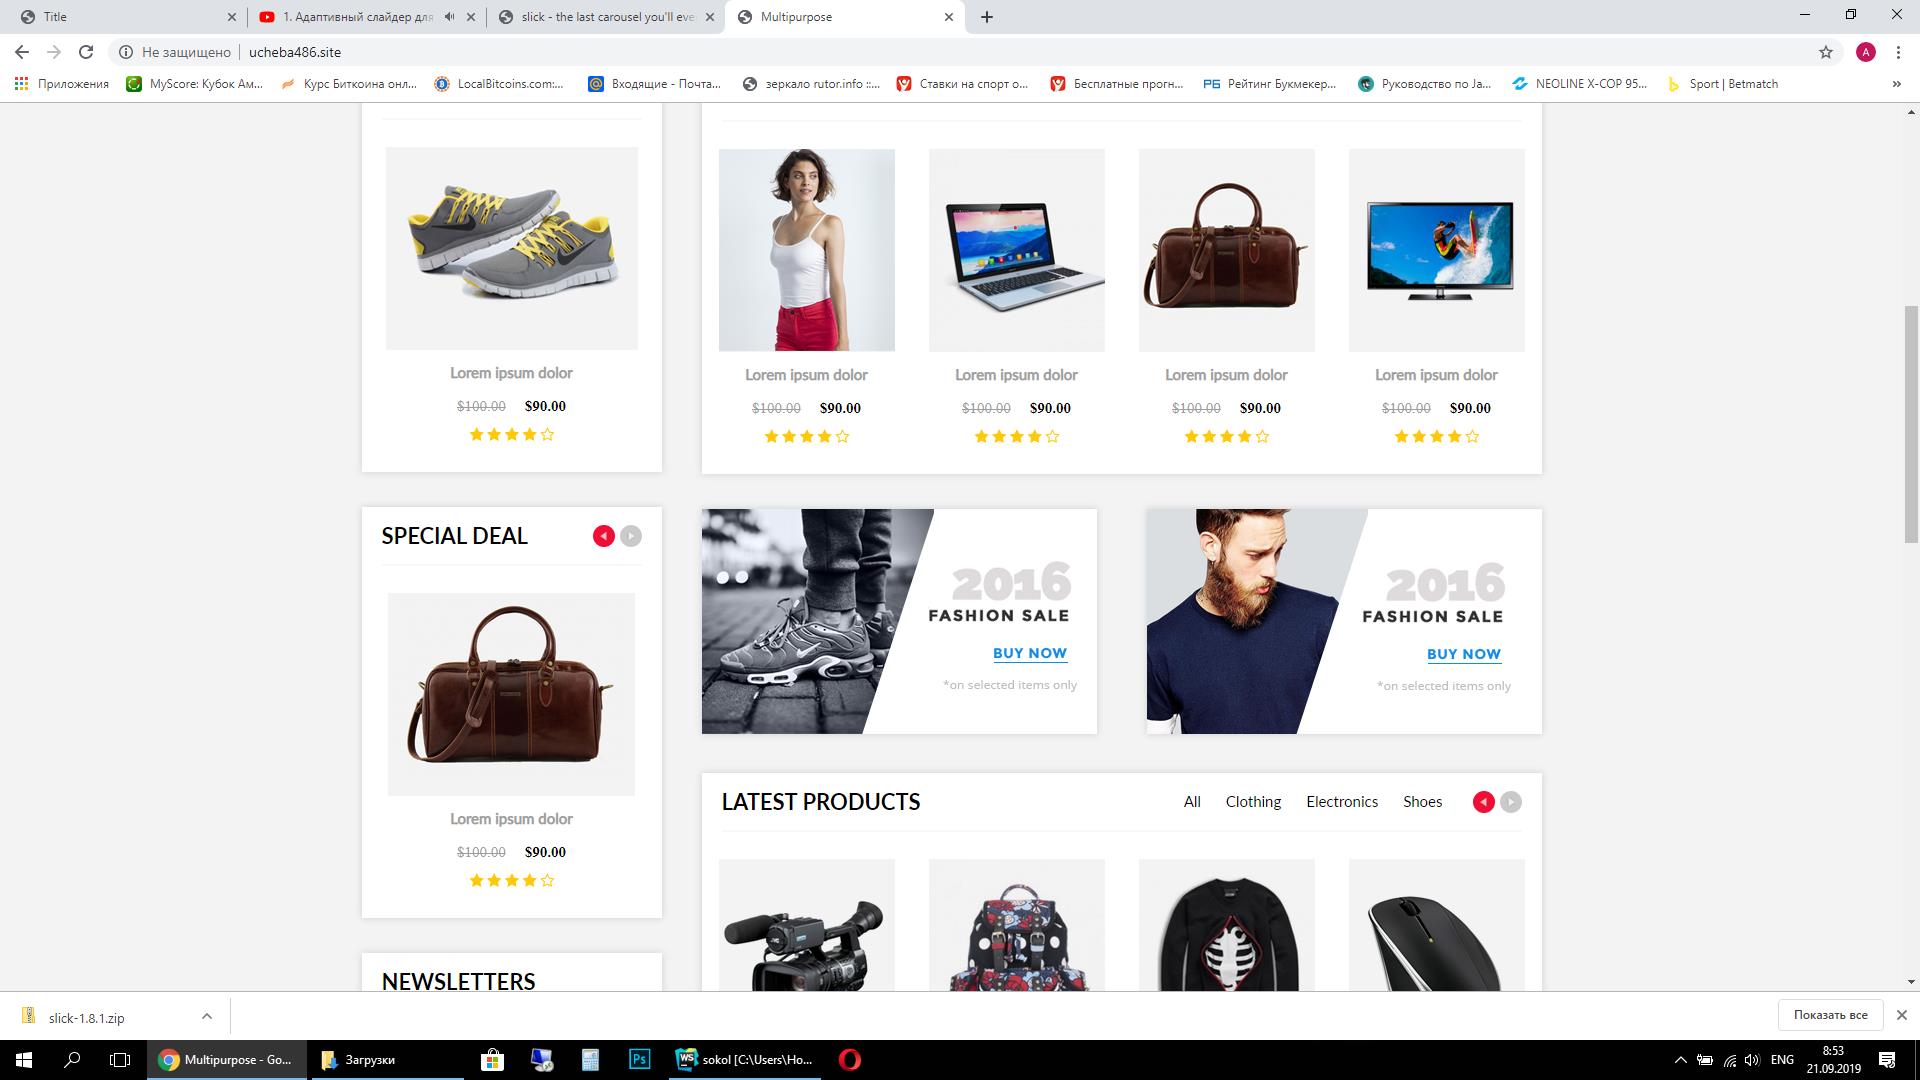 Title
1. Адаптивный слайдер для
slick - the last carousel you'll eve
Multipurpose
Не защищено
ucheba486.site
A
Приложения
MyScore: Кубок Ам...
Курс Биткоина онл...
LocalBitcoins.com:...
Входящие - Почта...
зеркало rutor.info ::...
Ставки на спорт о...
Бесплатные прогн...
РБ
Рейтинг Букмекер...
Руководство по Ja...
NEOLINE X-COP 95...
Sport | Betmatch
»
Lorem ipsum dolor
$100.00 $90.00
Lorem ipsum dolor
$100.00 $90.00
Lorem ipsum dolor
$100.00 $90.00
Lorem ipsum dolor
$100.00 $90.00
Lorem ipsum dolor
$100.00 $90.00
SPECIAL DEAL
Lorem ipsum dolor
$100.00 $90.00
2016
FASHION SALE
BUY NOW
*on selected items only
2016
FASHION SALE
BUY NOW
*on selected items only
LATEST PRODUCTS
All
Clothing
Electronics
Shoes
JVC
NEWSLETTERS
slick-1.8.1.zip
Показать все
Multipurpose - Go...
Загрузки
Ps
WS
sokol [C:\Users\Ho...
ENG
8:53
21.09.2019